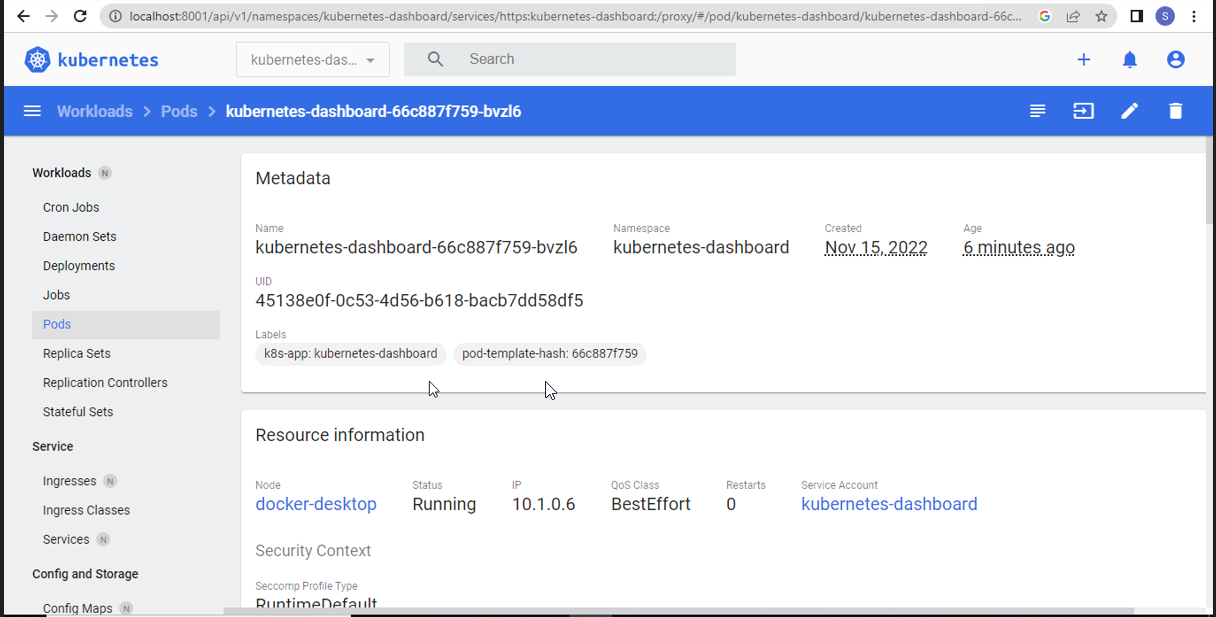 localhost:8001/api/v1/namespaces/kubernetes-dashboard/services/https:kubernetes-dashboard:/proxy/#/pod/kubernetes-dashboard/kubernetes-dashboard-66c...
G
S
kubernetes
kubernetes-das...
Search
Workloads > Pods > kubernetes-dashboard-66c887f759-bvzl6
Workloads N
Cron Jobs
Daemon Sets
Deployments
Jobs
Pods
Replica Sets
Replication Controllers
Stateful Sets
Service
Ingresses N
Ingress Classes
Services N
Config and Storage
Config Maps N
Metadata
Name
kubernetes-dashboard-66c887f759-bvzl6
Namespace
kubernetes-dashboard
Created
Nov 15, 2022
Age
6 minutes ago
UID
45138e0f-0c53-4d56-b618-bacb7dd58df5
Labels
k8s-app: kubernetes-dashboard
pod-template-hash: 66c887f759
Resource information
Node
docker-desktop
Status
Running
IP
10.1.0.6
QoS Class
BestEffort
Restarts
0
Service Account
kubernetes-dashboard
Security Context
Seccomp Profile Type
RuntimeDefault